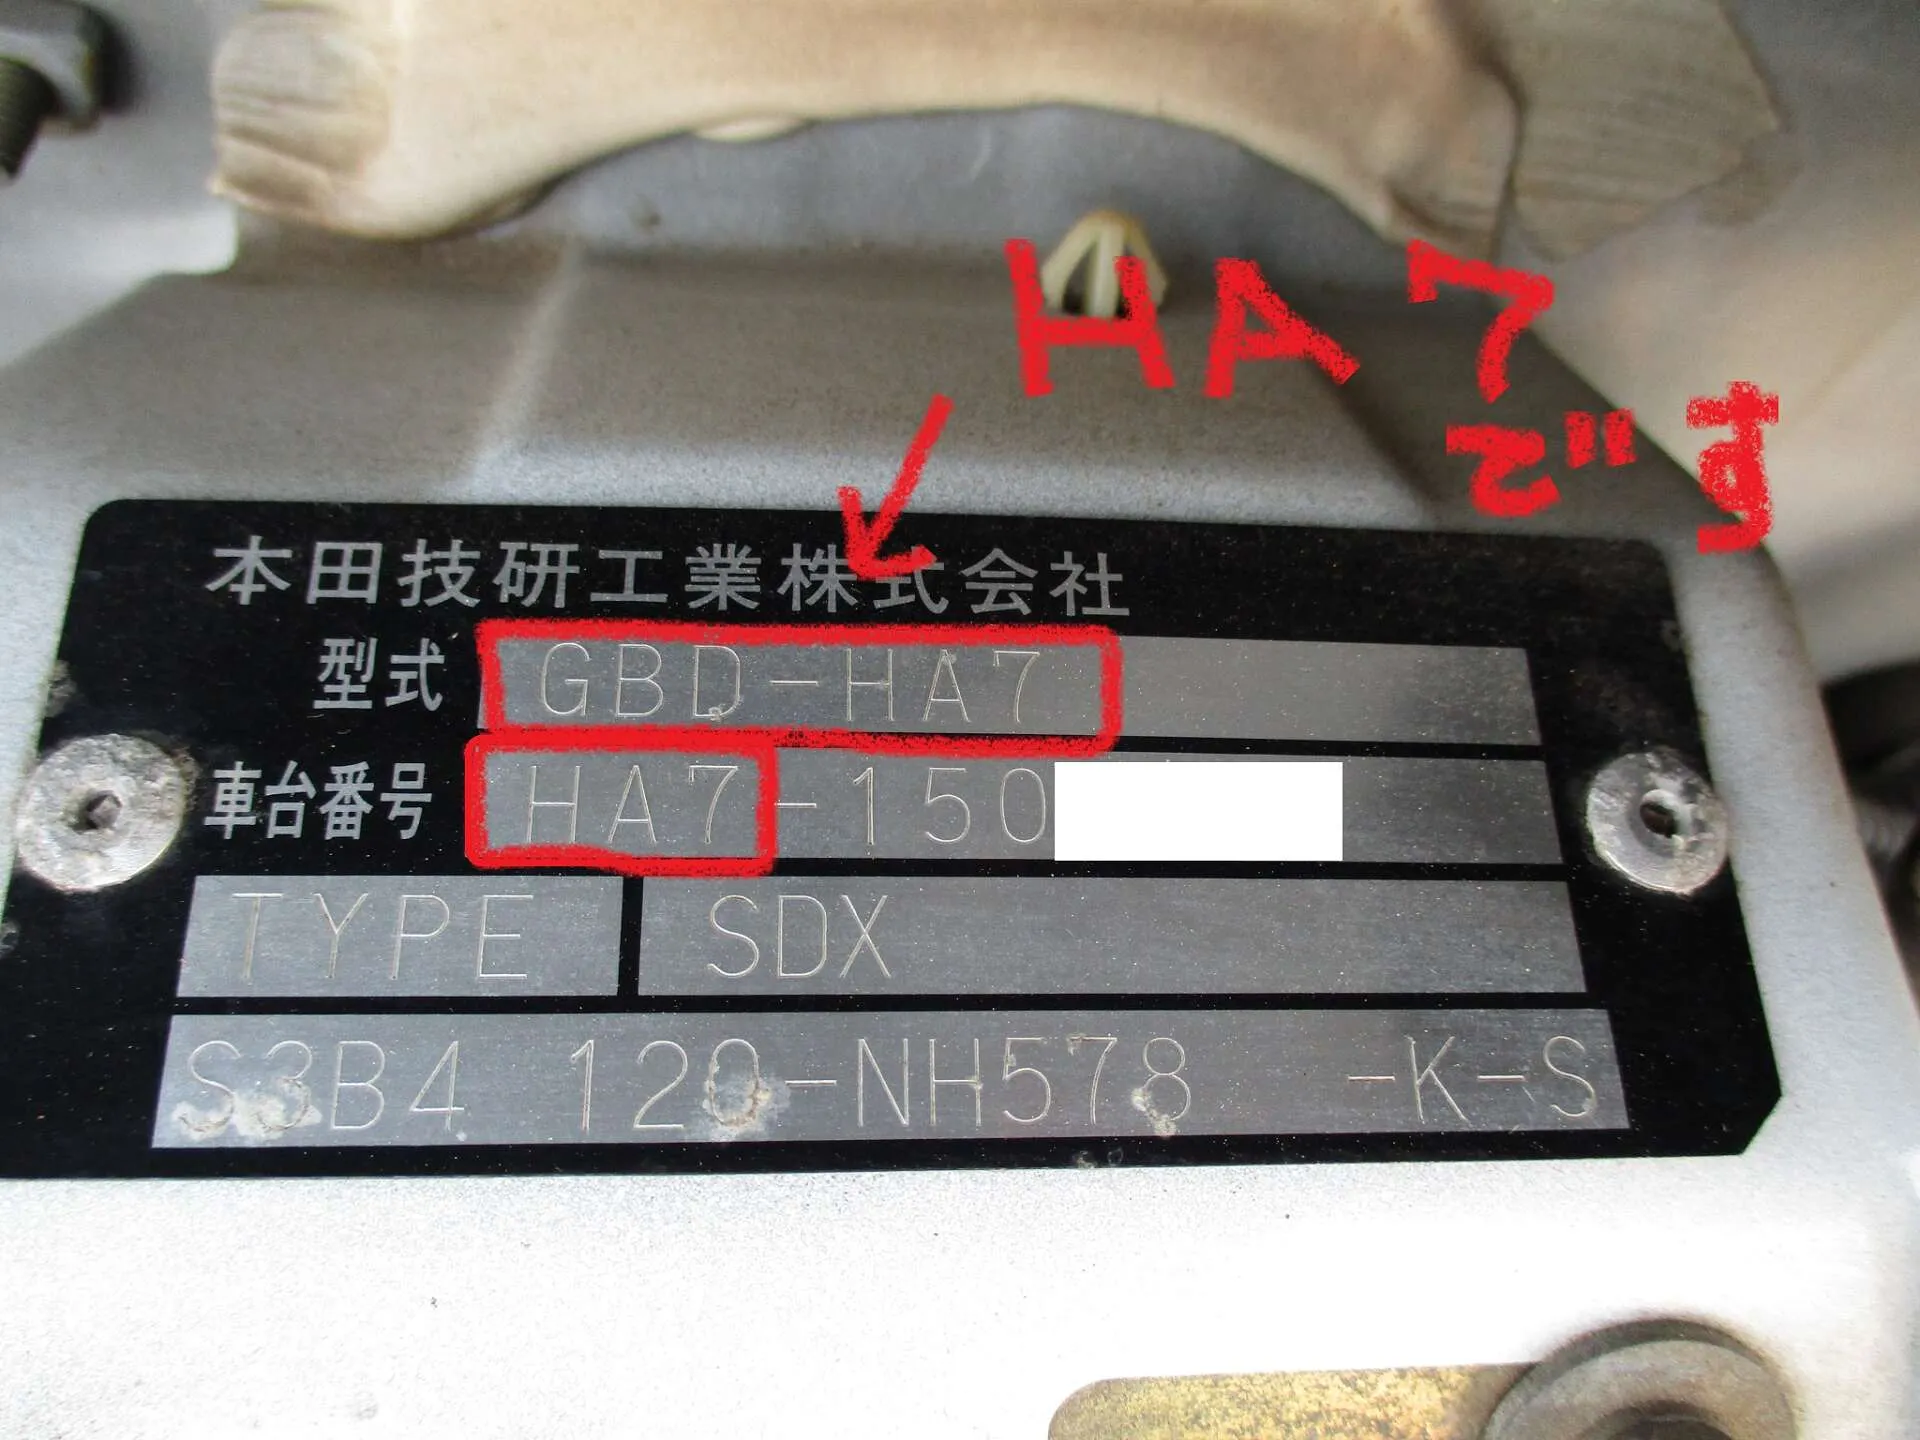 HA7
です
本田技研工業株式会社
型式 GBD-HA7
車台番号 HA7-150
TYPE SDX
S3B4 120-NH578 -K-S